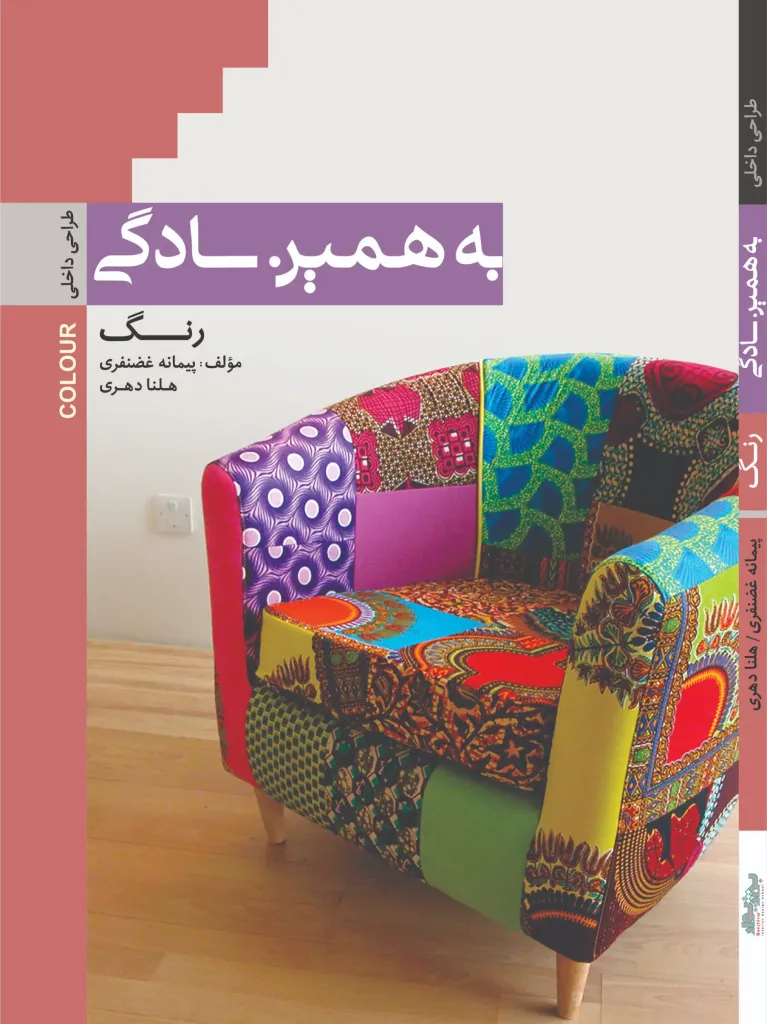 به همین سادگی
طراحی داخلی
COLOUR
رنگ
مؤلف: پیمانه غضنفری
هلنا دهری
طراحی داخلی
به همین سادگی
رنگ
پیمانه غضنفری / هلنا دهری